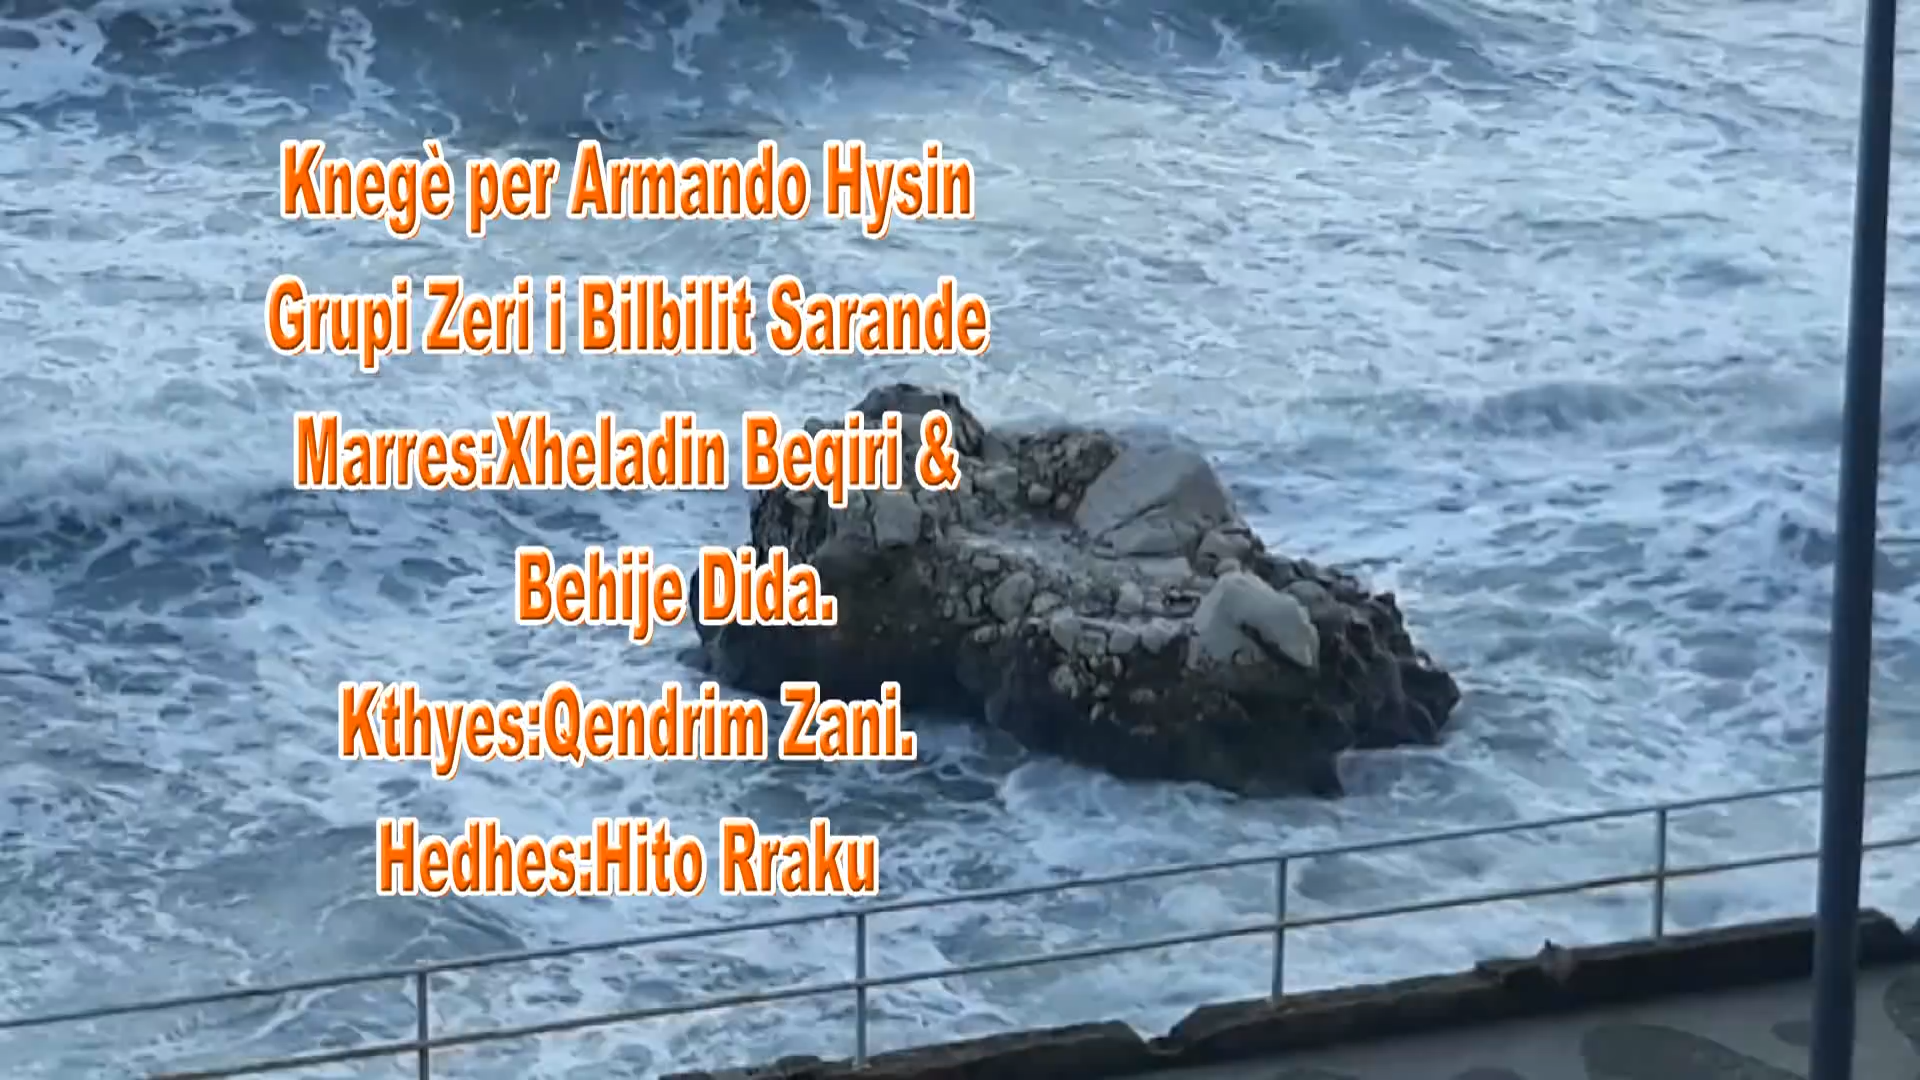 Knegè per Armando Hysin
Grupi Zeri i Bilbilit Sarande
Marres:Xheladin Beqiri &
Behije Dida.
Kthyes:Qendrim Zani.
Hedhes:Hito Rraku